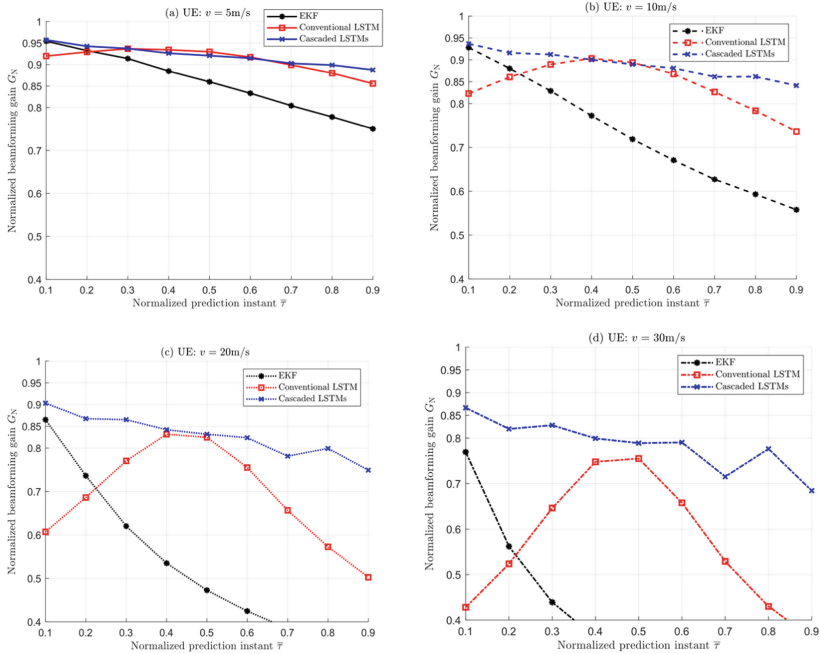 (a) UE: v = 5m/s
EKF
Conventional LSTM
Cascaded LSTMs
1
0.95
0.9
0.85
0.8
0.7
0.6
0.5
0.4
Normalized beamforming gain G_N
0.1 0.2 0.3 0.4 0.5 0.6 0.7 0.8 0.9
Normalized prediction instant τ̅
(b) UE: v = 10m/s
EKF
Conventional LSTM
Cascaded LSTMs
1
0.95
0.9
0.85
0.8
0.7
0.6
0.5
0.4
Normalized beamforming gain G_N
0.1 0.2 0.3 0.4 0.5 0.6 0.7 0.8 0.9
Normalized prediction instant τ̅
(c) UE: v = 20m/s
EKF
Conventional LSTM
Cascaded LSTMs
1
0.95
0.9
0.85
0.8
0.7
0.6
0.5
0.4
Normalized beamforming gain G_N
0.1 0.2 0.3 0.4 0.5 0.6 0.7 0.8 0.9
Normalized prediction instant τ̅
(d) UE: v = 30m/s
EKF
Conventional LSTM
Cascaded LSTMs
1
0.95
0.9
0.85
0.8
0.7
0.6
0.5
0.4
Normalized beamforming gain G_N
0.1 0.2 0.3 0.4 0.5 0.6 0.7 0.8 0.9
Normalized prediction instant τ̅